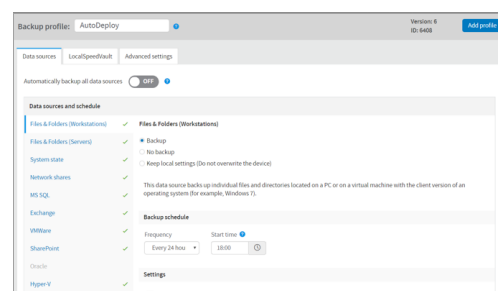 Backup profile: AutoDeploy
Version: 6
ID: 6408
Add profile
Data sources LocalSpeedVault Advanced settings
Automatically backup all data sources OFF
Data sources and schedule
Files & Folders (Workstations)
Files & Folders (Servers)
System state
Network shares
MS SQL
Exchange
VMWare
SharePoint
Oracle
Hyper-V
Files & Folders (Workstations)
Backup
No backup
Keep local settings (Do not overwrite the device)
This data source backs up individual files and directories located on a PC or on a virtual machine with the client version of an
operating system (for example, Windows 7).
Backup schedule
Frequency Start time
Every 24 hou 18:00
Settings